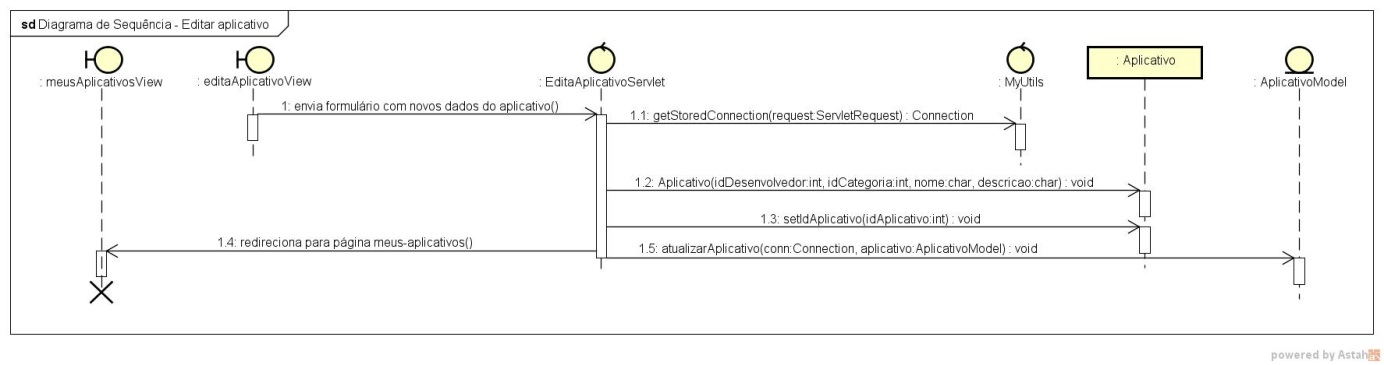 sd Diagrama de Sequência - Editar aplicativo
: meusAplicativosView
: editaAplicativoView
: EditaAplicativoServlet
: MyUtils
: Aplicativo
: AplicativoModel
1: envia formulário com novos dados do aplicativo()
1.1: getStoredConnection(request:ServletRequest) : Connection
1.2: Aplicativo(idDesenvolvedor:int, idCategoria:int, nome:char, descricao:char) : void
1.3: setIdAplicativo(idAplicativo:int) : void
1.4: redireciona para página meus-aplicativos()
1.5: atualizarAplicativo(conn:Connection, aplicativo:AplicativoModel) : void
powered by Astah